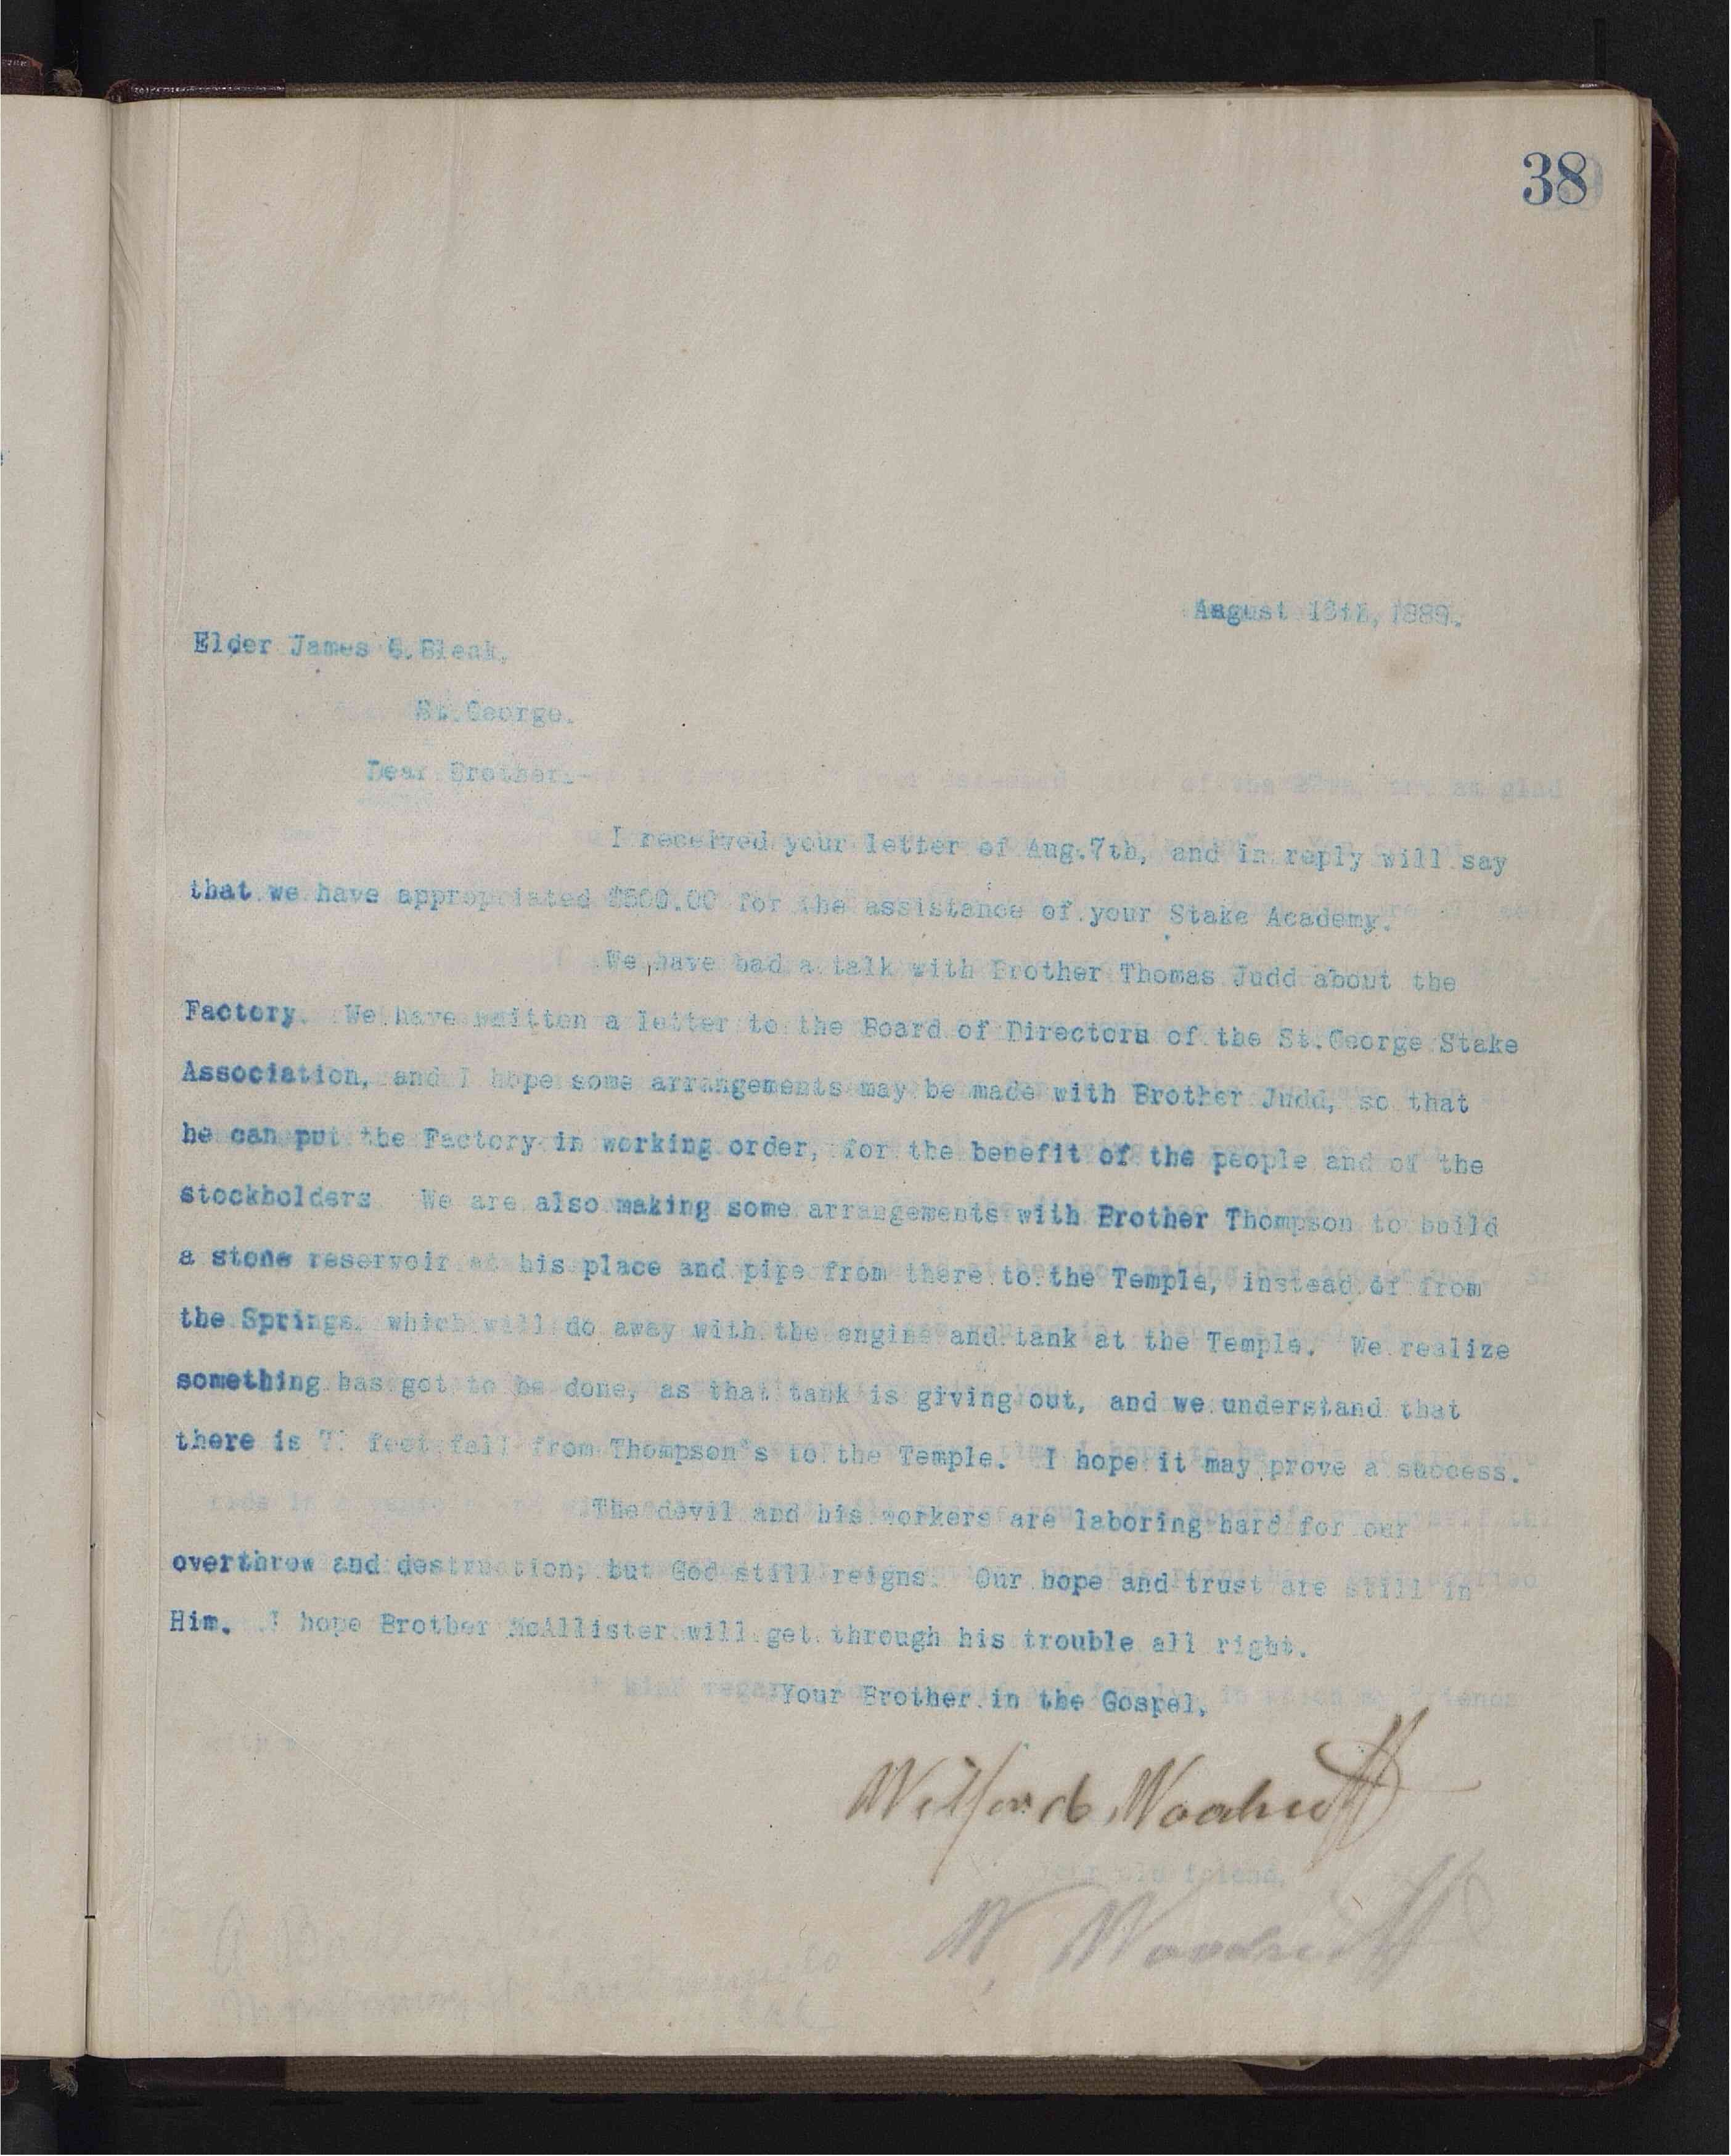 38
August 13th, 1889.
Elder James G. Bleak,
St. George.
Dear Brother:-
I received your letter of Aug. 7th, and in reply will say
that we have appropriated $500.00 for the assistance of your Stake Academy.
We have had a talk with Brother Thomas Judd about the
Factory. We have written a letter to the Board of Directors of the St. George Stake
Association, and I hope some arrangements may be made with Brother Judd, so that
he can put the Factory in working order, for the benefit of the people and of the
stockholders. We are also making some arrangements with Brother Thompson to build
a stone reservoir at his place and pipe from there to the Temple, instead of from
the Springs, which will do away with the engine and tank at the Temple. We realize
something has got to be done, as that tank is giving out, and we understand that
there is feet fall from Thompson's to the Temple. I hope it may prove a success.
The devil and his workers are laboring hard for our
overthrow and destruction; but God still reigns. Our hope and trust are still in
Him. I hope Brother McAllister will get through his trouble all right.
Your Brother in the Gospel,
Wilford Woodruff
W. Woodruff